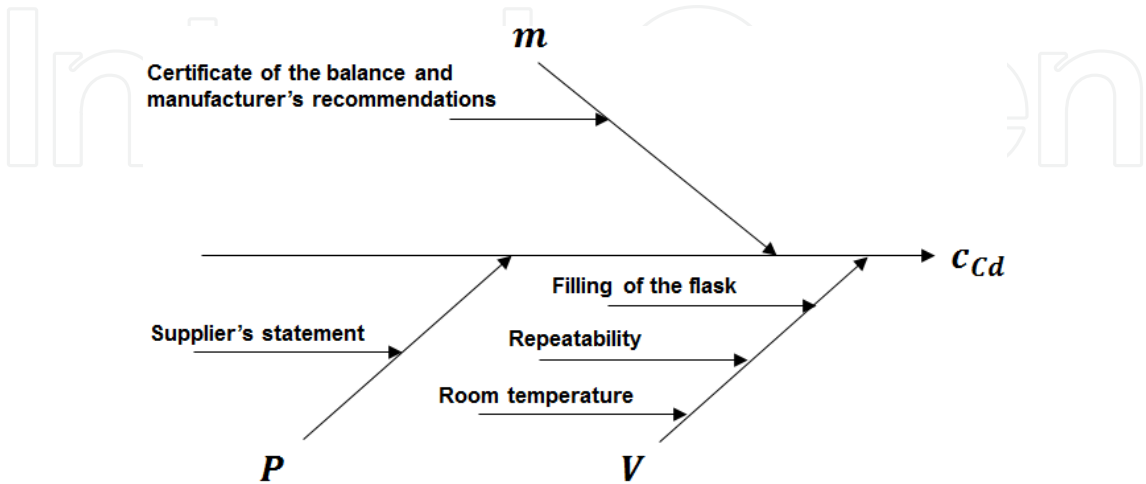 m
Certificate of the balance and
manufacturer's recommendations
c_Cd
Filling of the flask
Supplier's statement
Repeatability
Room temperature
P
V